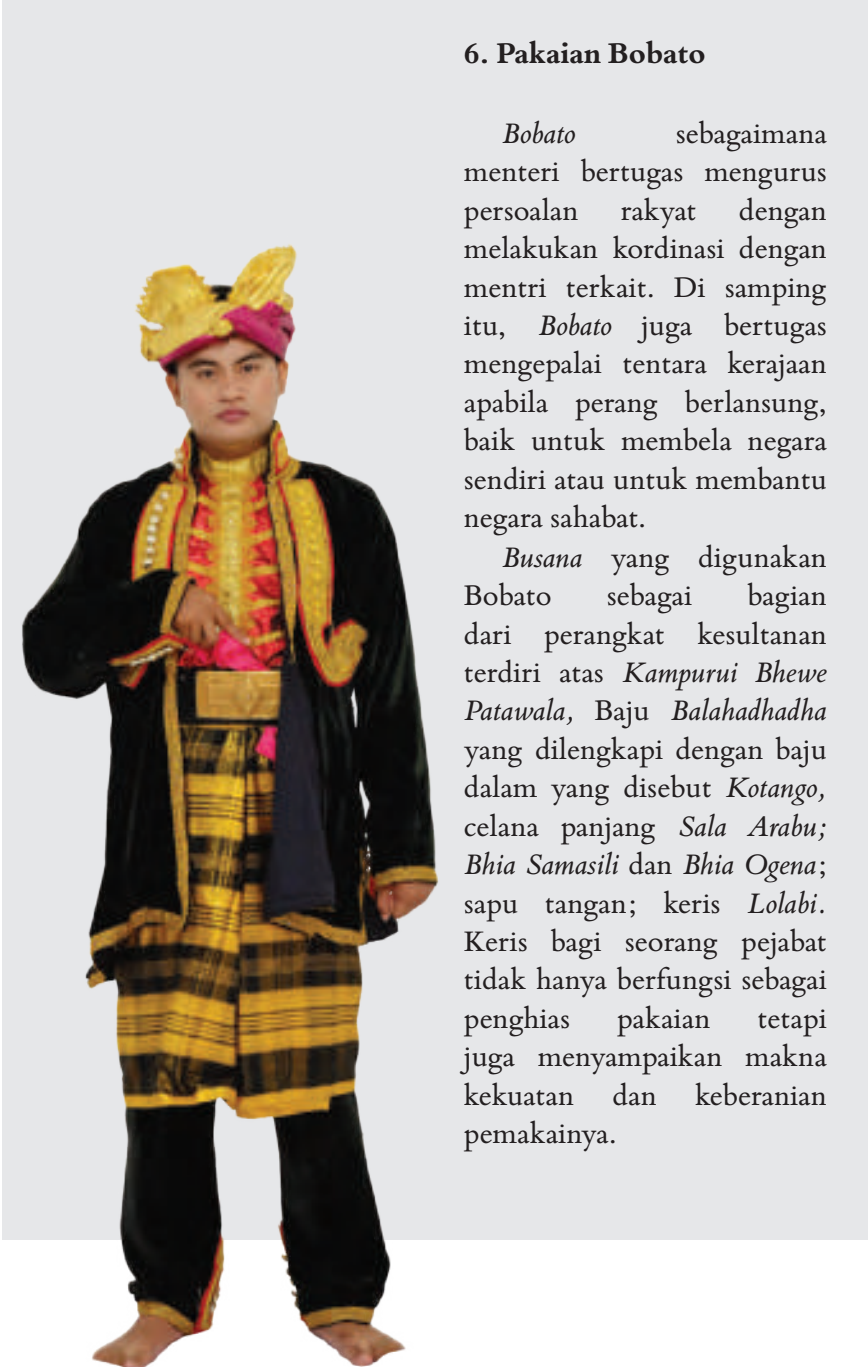 6. Pakaian Bobato
Bobato sebagaimana
menteri bertugas mengurus
persoalan rakyat dengan
melakukan kordinasi dengan
mentri terkait. Di samping
itu, Bobato juga bertugas
mengepalai tentara kerajaan
apabila perang berlansung,
baik untuk membela negara
sendiri atau untuk membantu
negara sahabat.
Busana yang digunakan
Bobato sebagai bagian
dari perangkat kesultanan
terdiri atas Kampurui Bhewe
Patawala, Baju Balahadhadha
yang dilengkapi dengan baju
dalam yang disebut Kotango,
celana panjang Sala Arabu;
Bhia Samasili dan Bhia Ogena;
sapu tangan; keris Lolabi.
Keris bagi seorang pejabat
tidak hanya berfungsi sebagai
penghias pakaian tetapi
juga menyampaikan makna
kekuatan dan keberanian
pemakainya.